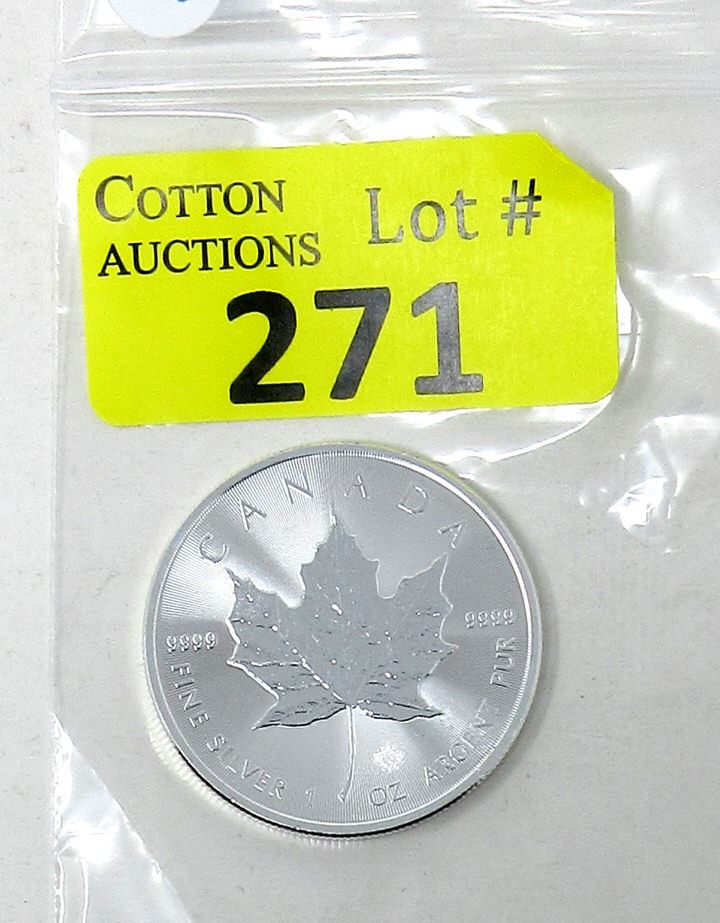 COTTON
AUCTIONS
Lot #
271
CANADA
9999
9999
FINE SILVER 1 OZ ARGENT PUR